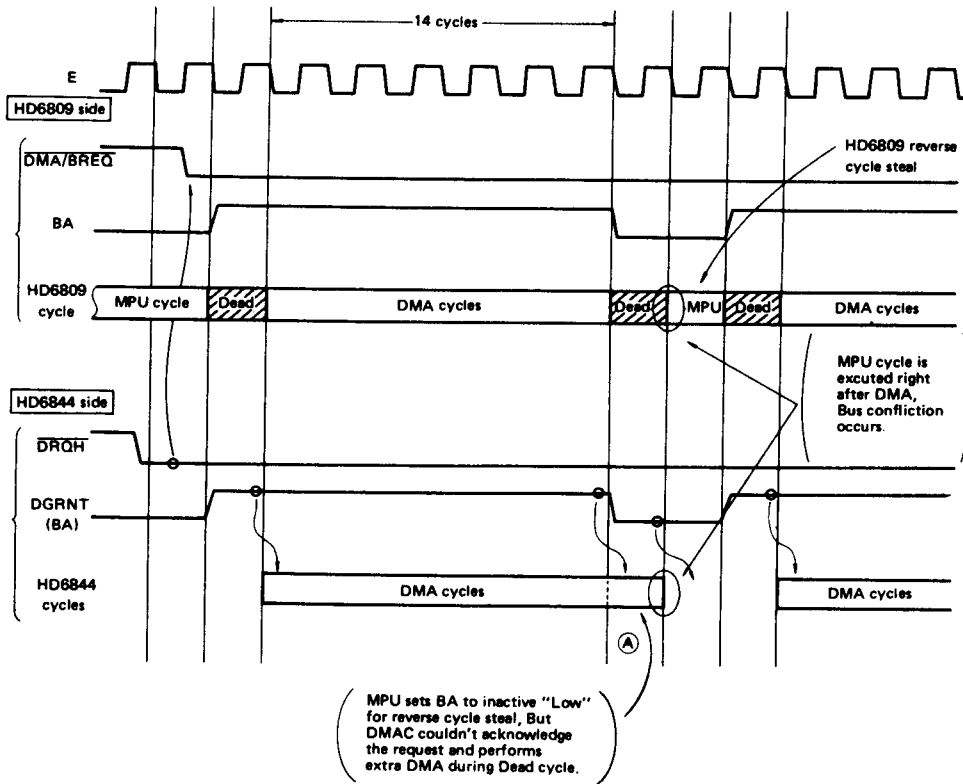 14 cycles
E
HD6809 side
DMA/BREQ
HD6809 reverse
cycle steal
BA
HD6809
cycle
MPU cycle
Dead
DMA cycles
Dead
MPU
Dead
DMA cycles
MPU cycle is
excuted right
after DMA,
Bus confliction
occurs.
HD6844 side
DRQH
DGRNT
(BA)
HD6844
cycles
DMA cycles
DMA cycles
A
MPU sets BA to inactive "Low"
for reverse cycle steal, But
DMAC couldn't acknowledge
the request and performs
extra DMA during Dead cycle.